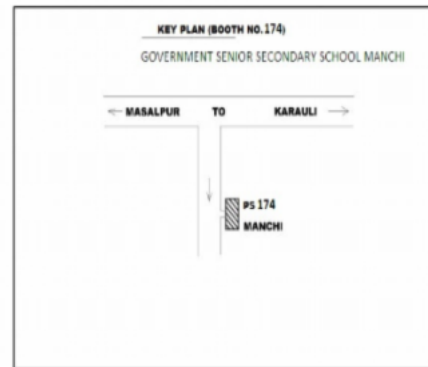 KEY PLAN (BOOTH NO.174)
GOVERNMENT SENIOR SECONDARY SCHOOL MANCHI
MASALPUR TO KARAULI
PS 174
MANCHI